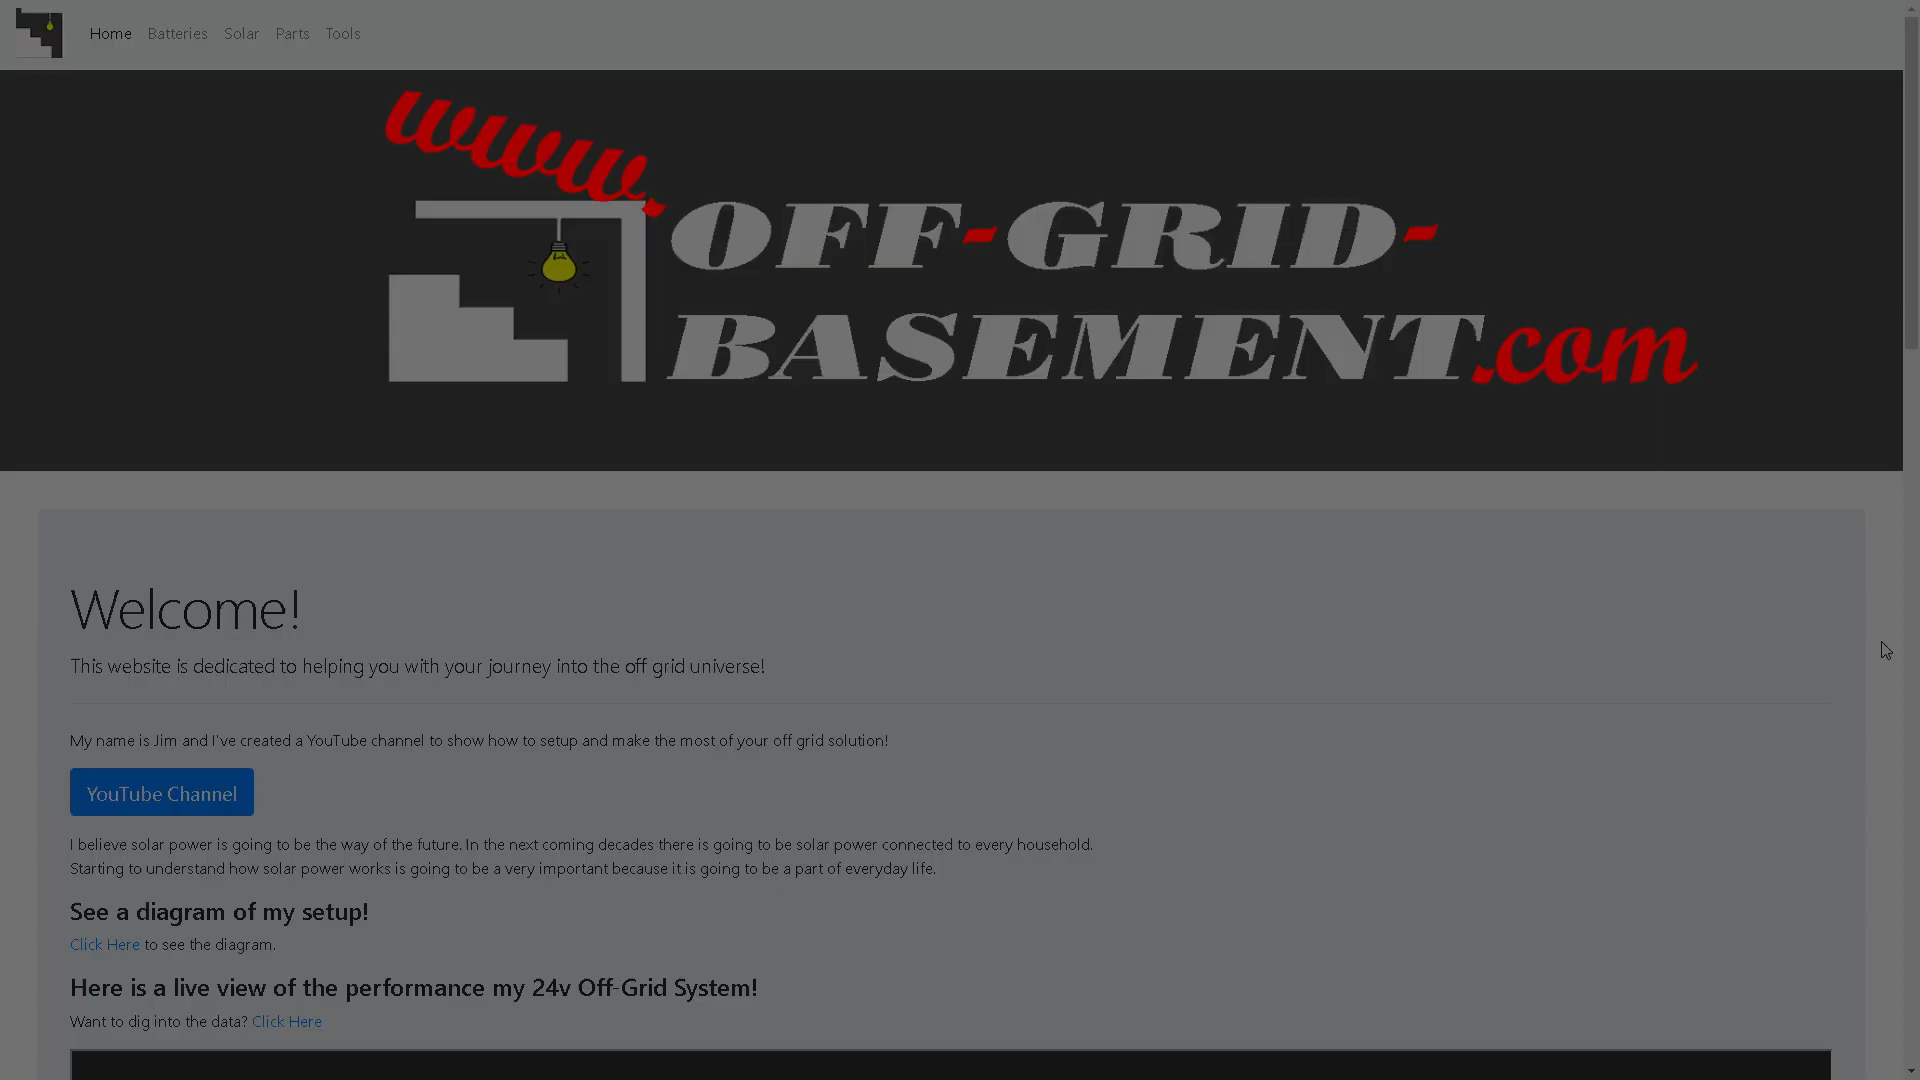 Home Batteries Solar Parts Tools
www.
OFF-GRID-
BASEMENT.com
Welcome!
This website is dedicated to helping you with your journey into the off grid universe!
My name is Jim and I've created a YouTube channel to show how to setup and make the most of your off grid solution!
YouTube Channel
I believe solar power is going to be the way of the future. In the next coming decades there is going to be solar power connected to every household.
Starting to understand how solar power works is going to be a very important because it is going to be a part of everyday life.
See a diagram of my setup!
Click Here to see the diagram.
Here is a live view of the performance my 24v Off-Grid System!
Want to dig into the data? Click Here